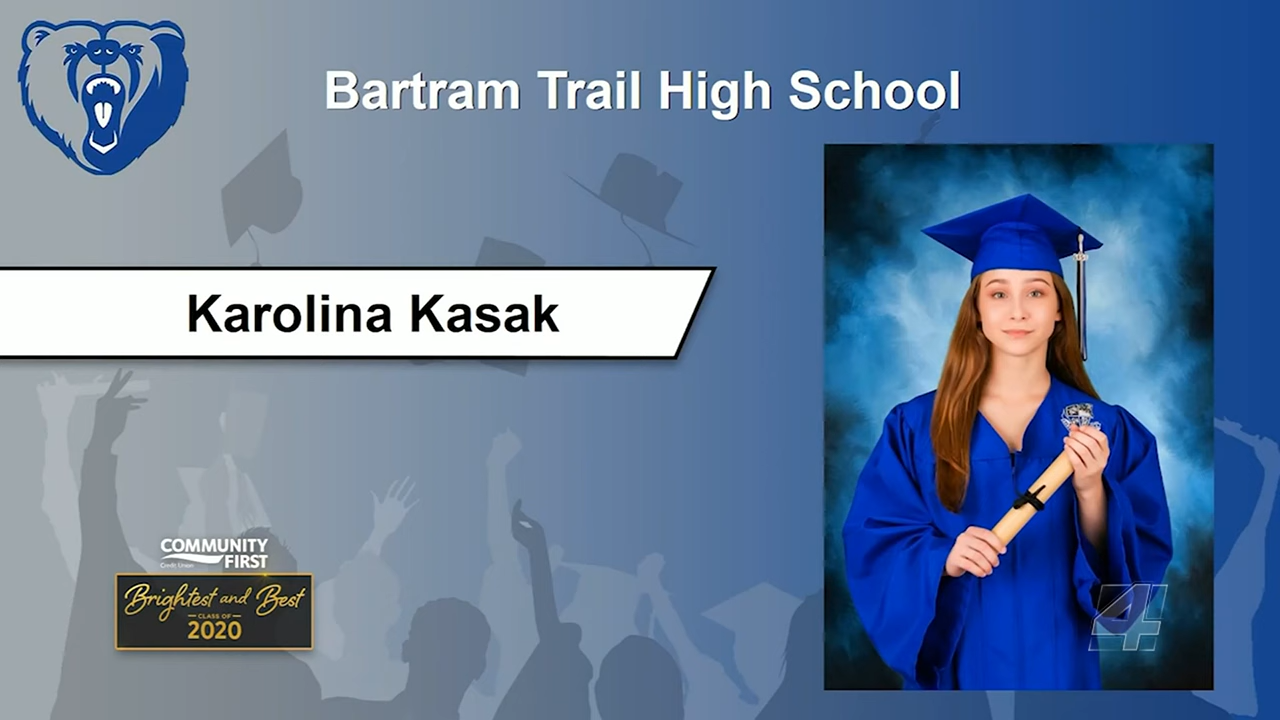 Bartram Trail High School
Karolina Kasak
COMMUNITY
FIRST
Credit Union
Brightest and Best
CLASS OF
2020
4